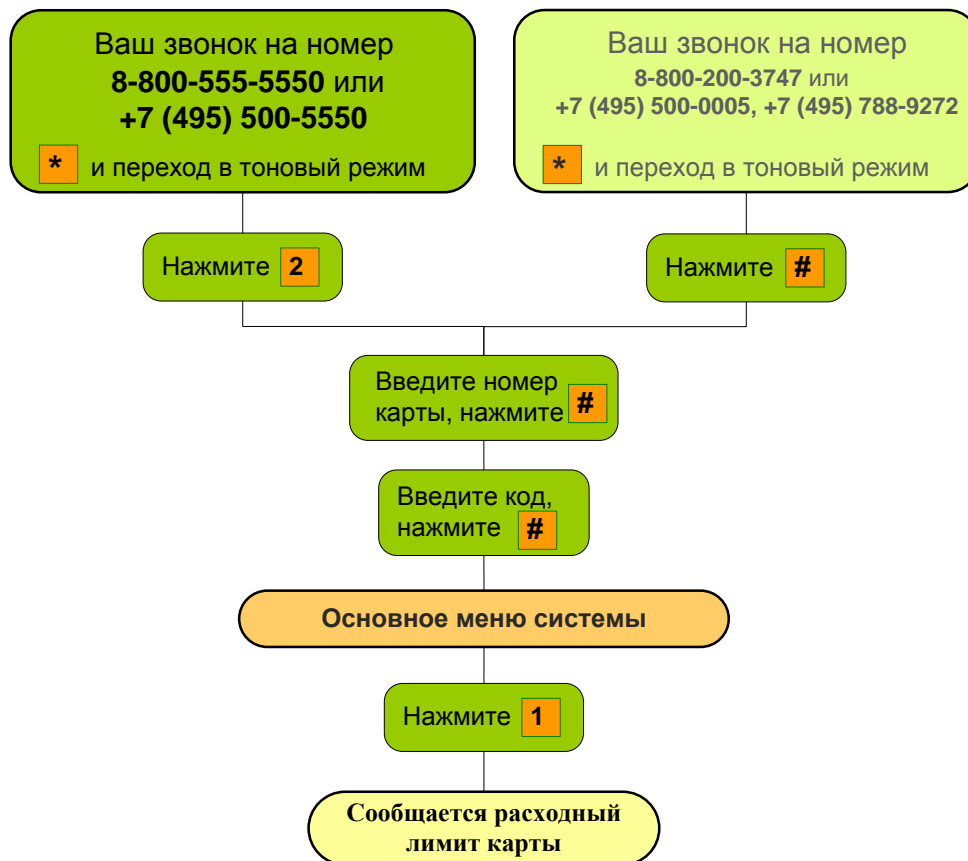 Ваш звонок на номер
8-800-555-5550 или
+7 (495) 500-5550
* и переход в тоновый режим
Ваш звонок на номер
8-800-200-3747 или
+7 (495) 500-0005, +7 (495) 788-9272
* и переход в тоновый режим
Нажмите 2
Нажмите #
Введите номер
карты, нажмите #
Введите код,
нажмите #
Основное меню системы
Нажмите 1
Сообщается расходный
лимит карты